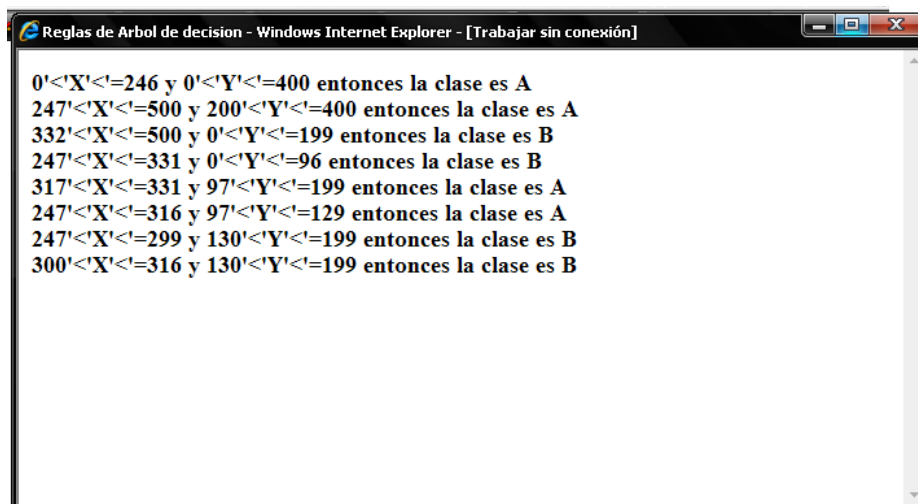 Reglas de Arbol de decision - Windows Internet Explorer - [Trabajar sin conexión]
0'<'X'<'=246 y 0'<'Y'<'=400 entonces la clase es A
247'<'X'<'=500 y 200'<'Y'<'=400 entonces la clase es A
332'<'X'<'=500 y 0'<'Y'<'=199 entonces la clase es B
247'<'X'<'=331 y 0'<'Y'<'=96 entonces la clase es B
317'<'X'<'=331 y 97'<'Y'<'=199 entonces la clase es A
247'<'X'<'=316 y 97'<'Y'<'=129 entonces la clase es A
247'<'X'<'=299 y 130'<'Y'<'=199 entonces la clase es B
300'<'X'<'=316 y 130'<'Y'<'=199 entonces la clase es B